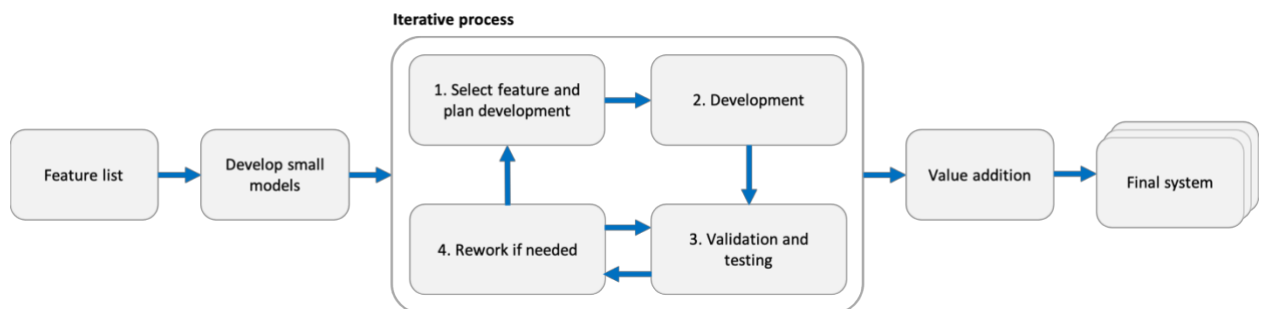 Iterative process
1. Select feature and
plan development
2. Development
Feature list
Develop small
models
Value addition
Final system
4. Rework if needed
3. Validation and
testing